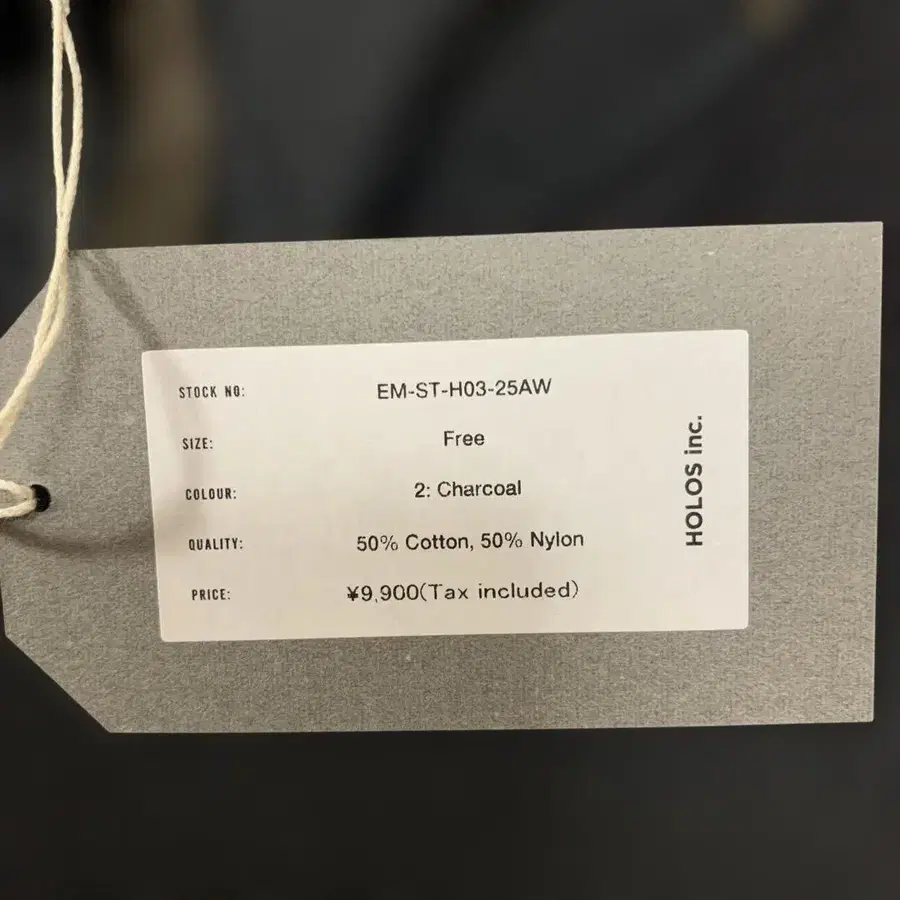 STOCK NO: EM-ST-H03-25AW
SIZE: Free
COLOUR: 2: Charcoal
QUALITY: 50% Cotton, 50% Nylon
PRICE: ¥9,900(Tax included)
HOLOS inc.